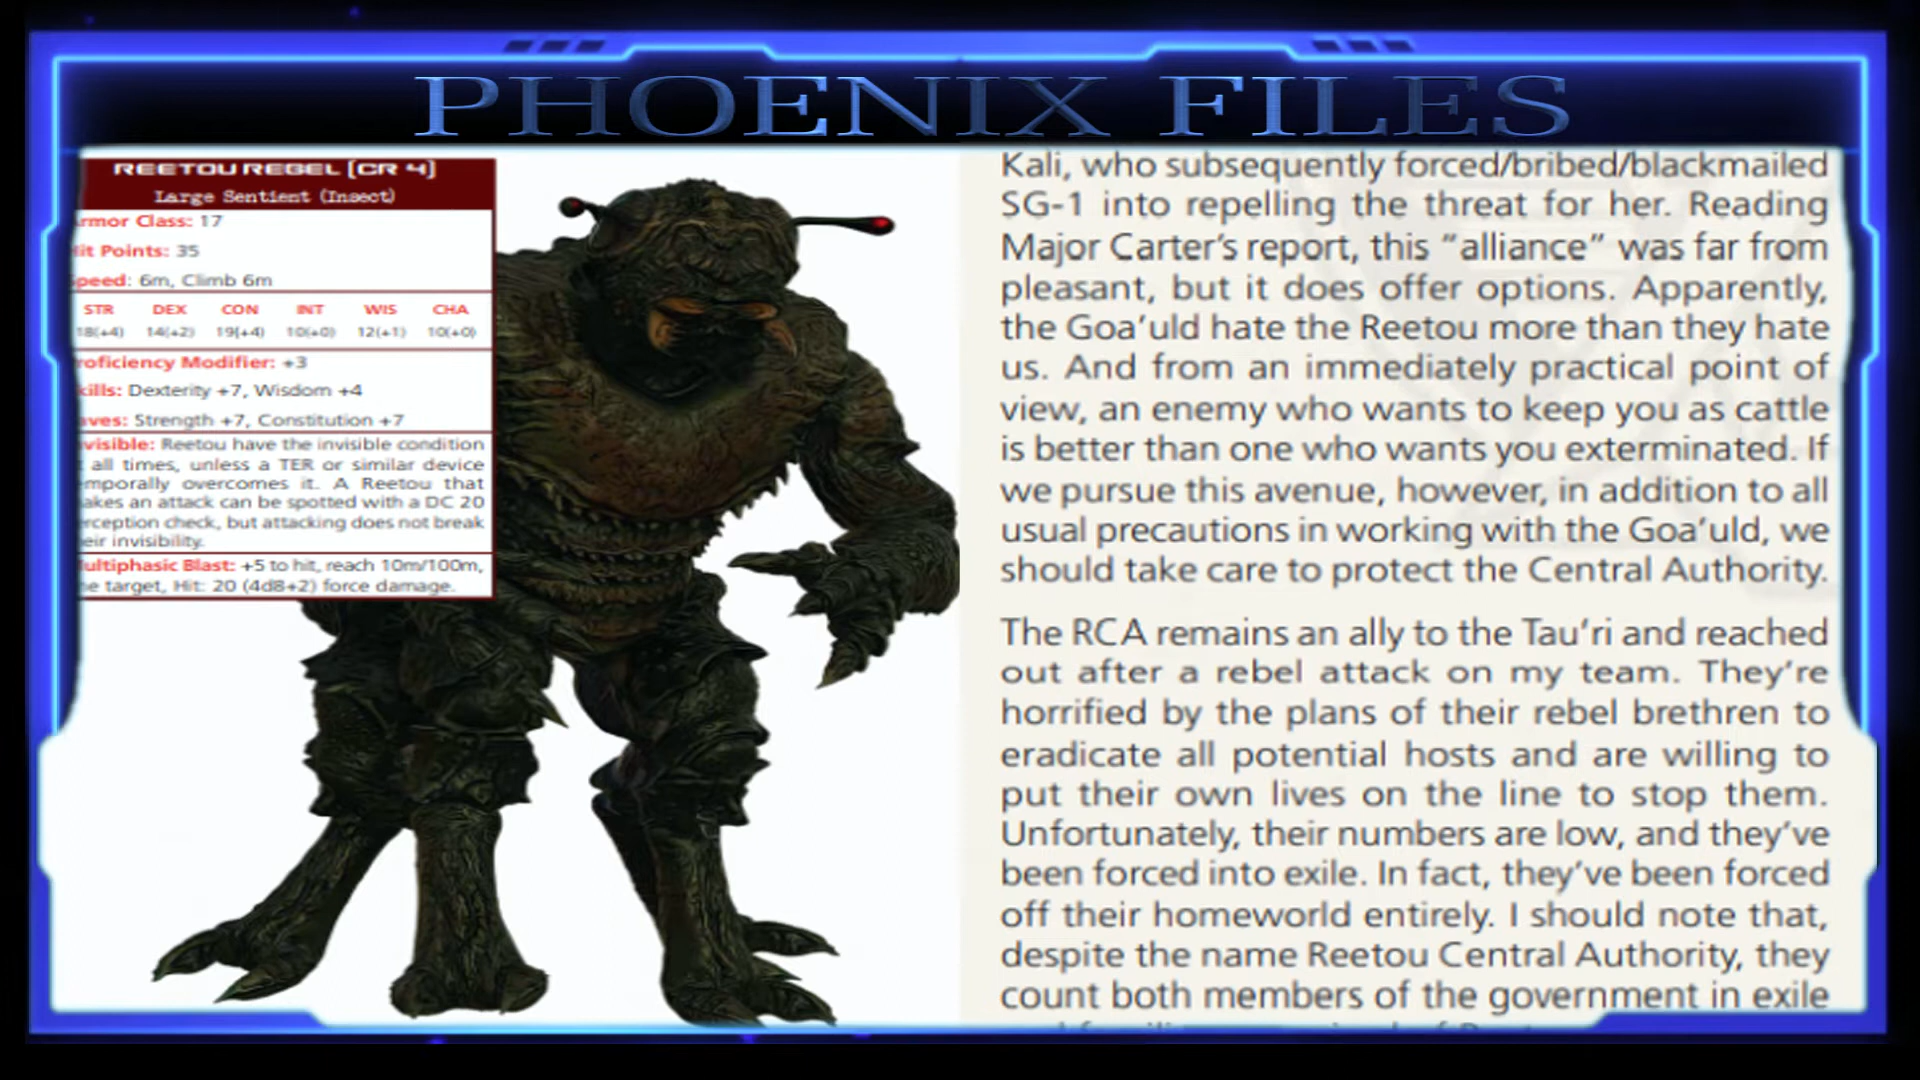 PHOENIX FILES
REETOU REBEL [CR 4]
Large Sentient (Insect)
rmor Class: 17
it Points: 35
peed: 6m, Climb 6m
STR DEX CON INT WIS CHA
18(+4) 14(+2) 19(+4) 10(+0) 12(+1) 10(+0)
roficiency Modifier: +3
kills: Dexterity +7, Wisdom +4
aves: Strength +7, Constitution +7
visible: Reetou have the invisible condition
all times, unless a TER or similar device
mporally overcomes it. A Reetou that
akes an attack can be spotted with a DC 20
rception check, but attacking does not break
eir invisibility.
ultiphasic Blast: +5 to hit, reach 10m/100m,
e target, Hit: 20 (4d8+2) force damage.
Kali, who subsequently forced/bribed/blackmailed
SG-1 into repelling the threat for her. Reading
Major Carter’s report, this “alliance” was far from
pleasant, but it does offer options. Apparently,
the Goa’uld hate the Reetou more than they hate
us. And from an immediately practical point of
view, an enemy who wants to keep you as cattle
is better than one who wants you exterminated. If
we pursue this avenue, however, in addition to all
usual precautions in working with the Goa’uld, we
should take care to protect the Central Authority.
The RCA remains an ally to the Tau’ri and reached
out after a rebel attack on my team. They’re
horrified by the plans of their rebel brethren to
eradicate all potential hosts and are willing to
put their own lives on the line to stop them.
Unfortunately, their numbers are low, and they’ve
been forced into exile. In fact, they’ve been forced
off their homeworld entirely. I should note that,
despite the name Reetou Central Authority, they
count both members of the government in exile